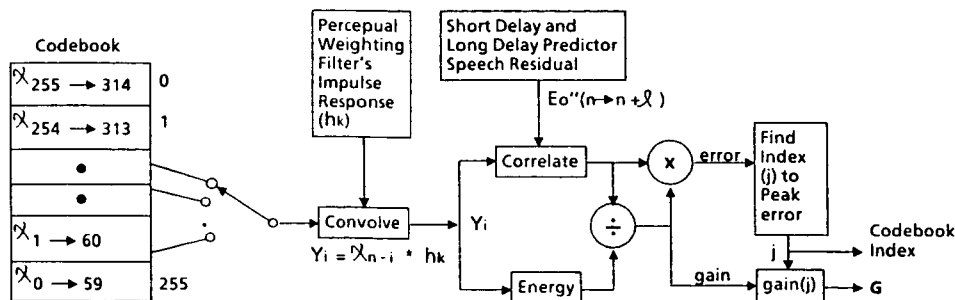 Codebook
x255 → 314 0
x254 → 313 1
x1 → 60
x0 → 59 255
Percepual
Weighting
Filter's
Impulse
Response
(hk)
Short Delay and
Long Delay Predictor
Speech Residual
Eo''(n→n+ℓ)
Convolve
Yi = xn-i * hk
Yi
Correlate
Energy
÷
x
error
gain
Find
Index
(j) to
Peak
error
j
Codebook
Index
gain(j)
G